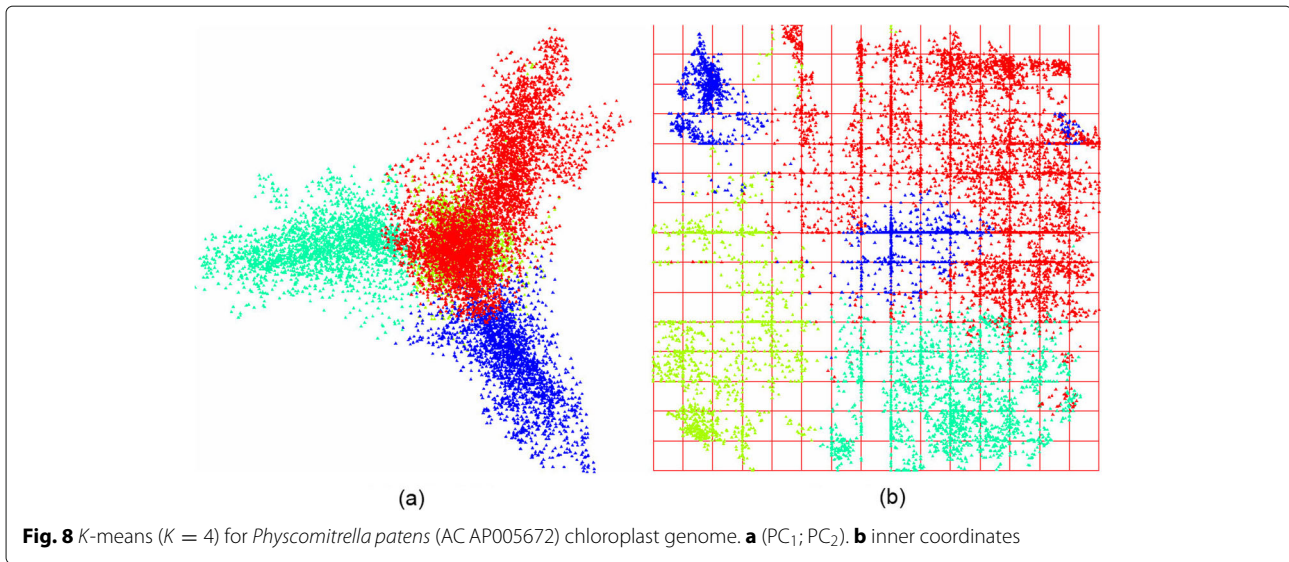 (a)
(b)
Fig. 8 K-means (K = 4) for Physcomitrella patens (AC AP005672) chloroplast genome. a (PC₁; PC₂). b inner coordinates